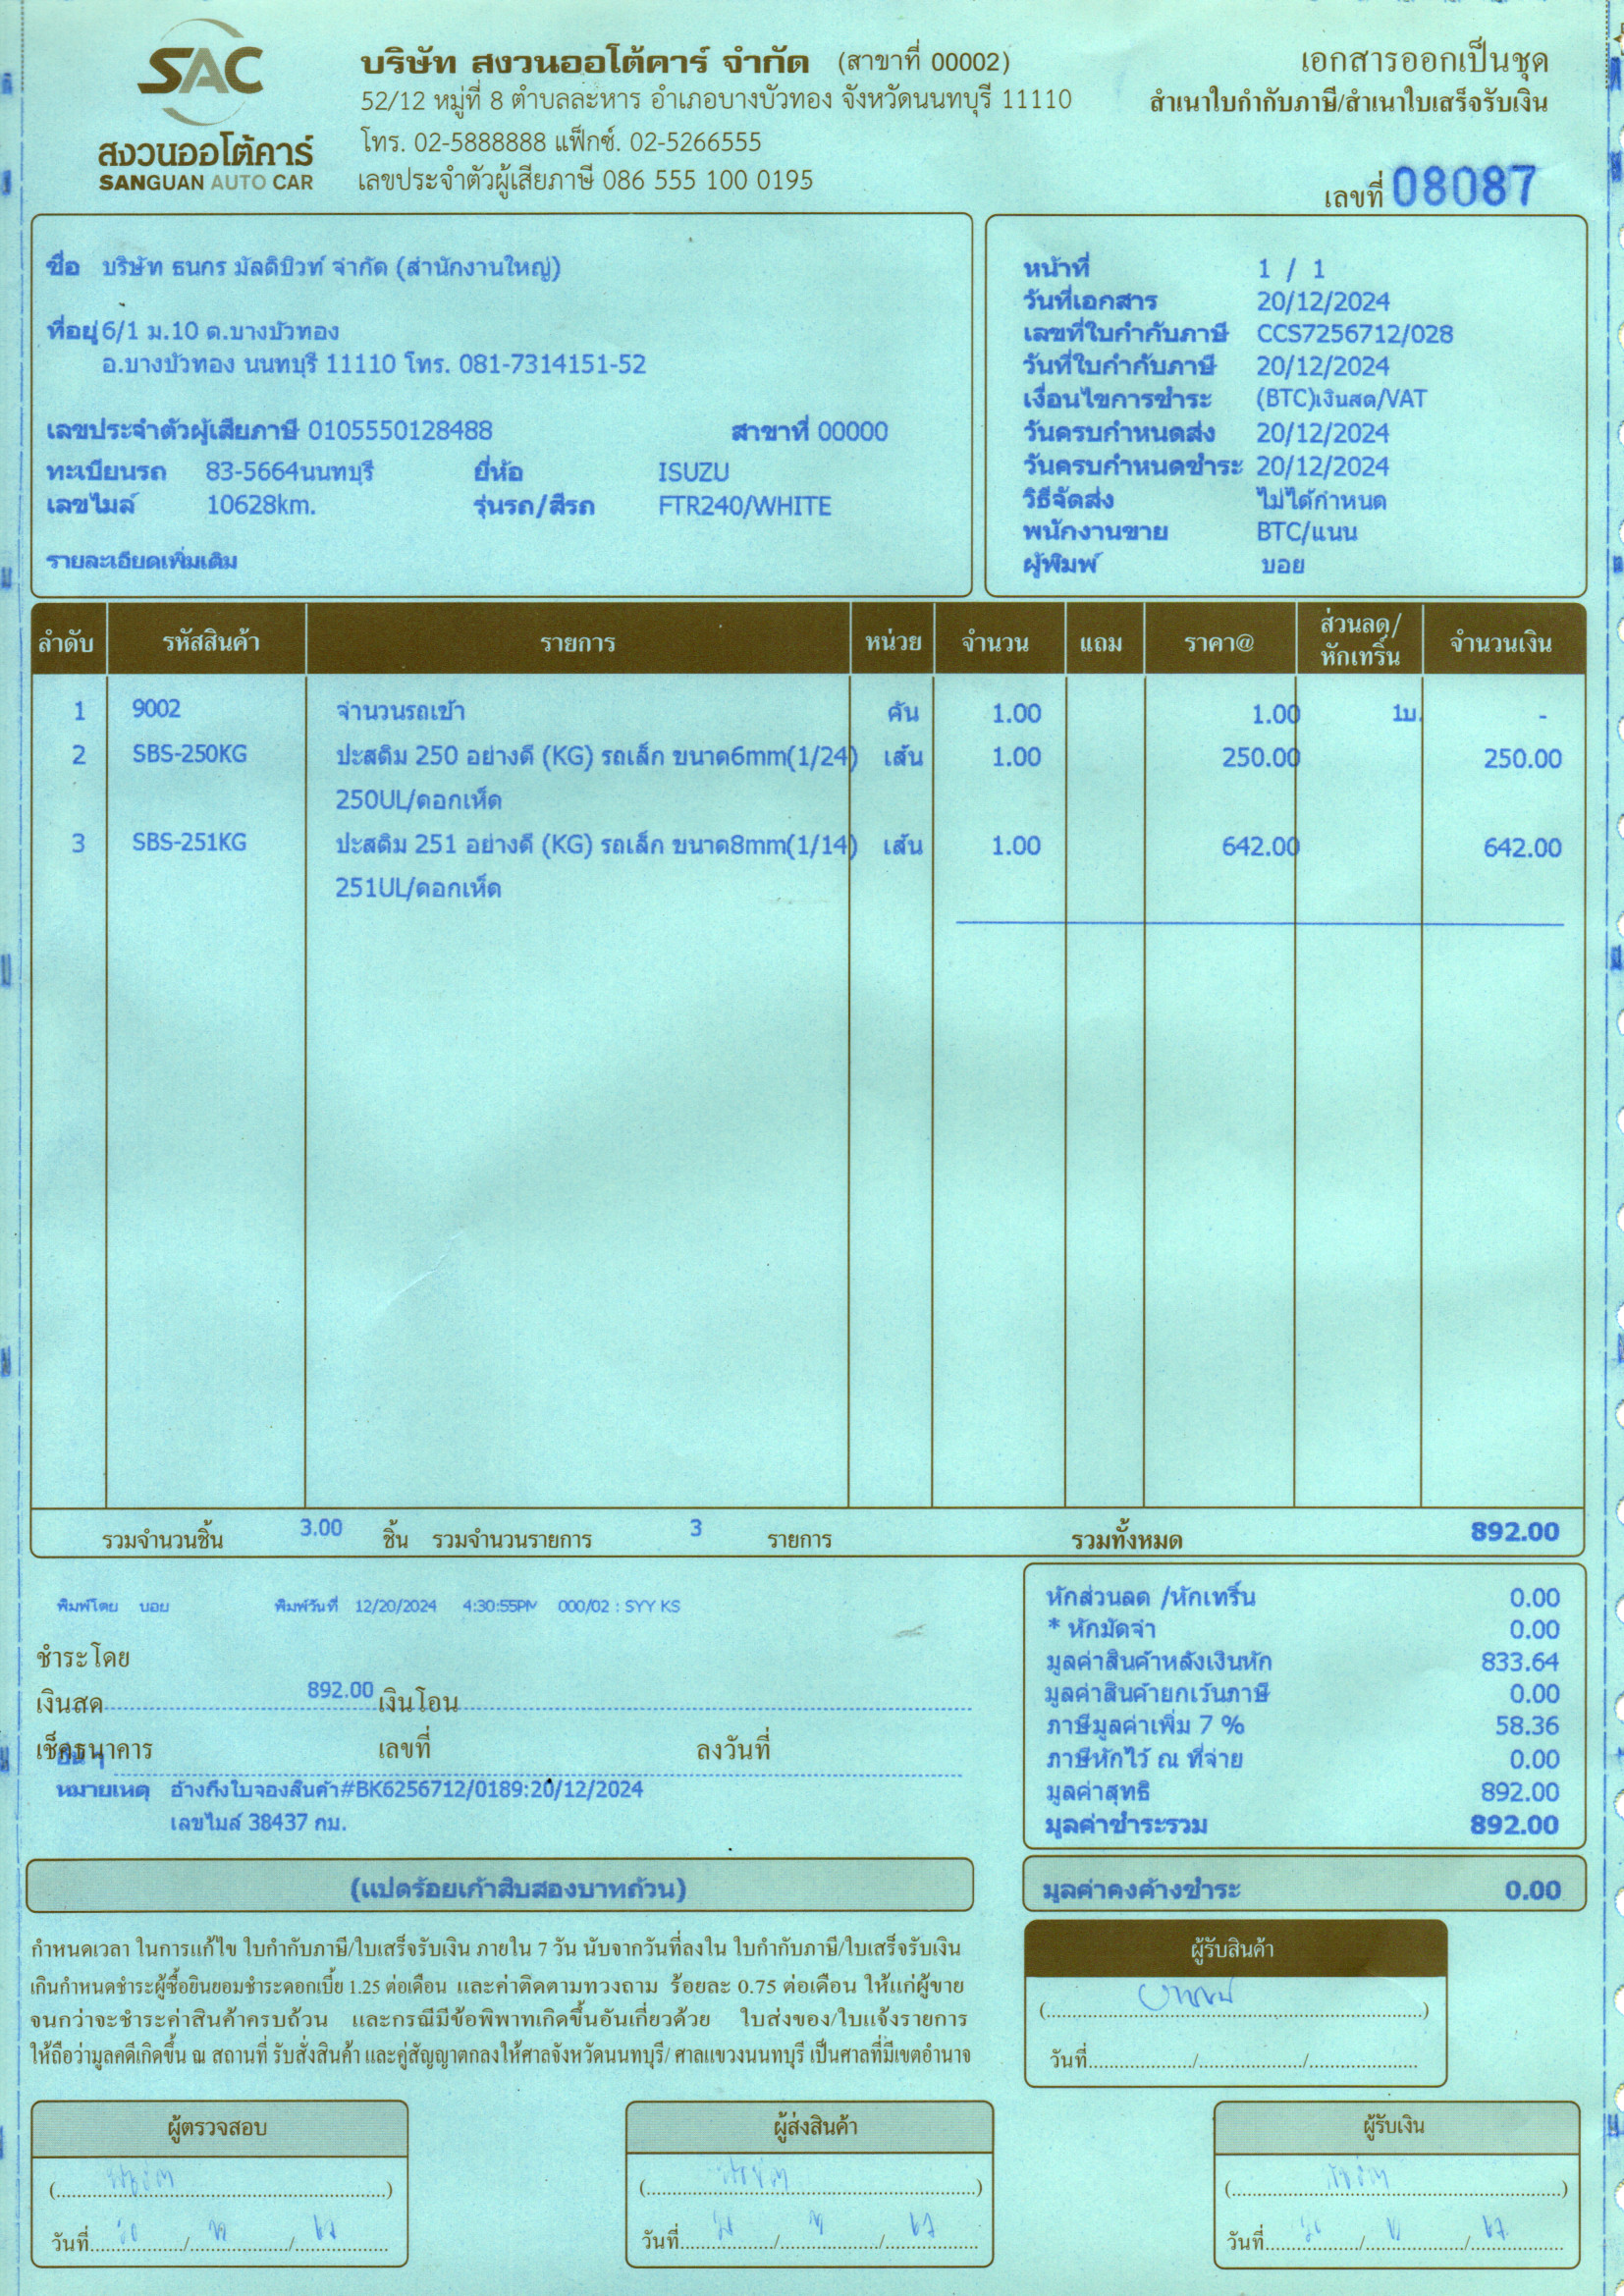 SAC
สงวนออโต้คาร์
SANGUAN AUTO CAR
บริษัท สงวนออโต้คาร์ จำกัด (สาขาที่ 00002)
52/12 หมู่ที่ 8 ตำบลละหาร อำเภอบางบัวทอง จังหวัดนนทบุรี 11110
โทร. 02-5888888 แฟ็กซ์. 02-5266555
เลขประจำตัวผู้เสียภาษี 086 555 100 0195
เอกสารออกเป็นชุด
สำเนาใบกำกับภาษี/สำเนาใบเสร็จรับเงิน
เลขที่ 08087
ชื่อ บริษัท ธนกร มัลติบิวท์ จำกัด (สำนักงานใหญ่)
ที่อยู่ 6/1 ม.10 ต.บางบัวทอง
อ.บางบัวทอง นนทบุรี 11110 โทร. 081-7314151-52
เลขประจำตัวผู้เสียภาษี 0105550128488 สาขาที่ 00000
ทะเบียนรถ 83-5664นนทบุรี ยี่ห้อ ISUZU
เลขไมล์ 10628km. รุ่นรถ/สีรถ FTR240/WHITE
รายละเอียดเพิ่มเติม
หน้าที่ 1 / 1
วันที่เอกสาร 20/12/2024
เลขที่ใบกำกับภาษี CCS7256712/028
วันที่ใบกำกับภาษี 20/12/2024
เงื่อนไขการชำระ (BTC)เงินสด/VAT
วันครบกำหนดส่ง 20/12/2024
วันครบกำหนดชำระ 20/12/2024
วิธีจัดส่ง ไม่ได้กำหนด
พนักงานขาย BTC/แนน
ผู้พิมพ์ บอย
ลำดับ รหัสสินค้า รายการ หน่วย จำนวน แถม ราคา@ ส่วนลด/หักเทริ์น จำนวนเงิน
1 9002 จำนวนรถเข้า คัน 1.00 1.00 1บ. -
2 SBS-250KG ปะสติม 250 อย่างดี (KG) รถเล็ก ขนาด6mm(1/24) เส้น 1.00 250.00 250.00
250UL/ดอกเห็ด
3 SBS-251KG ปะสติม 251 อย่างดี (KG) รถเล็ก ขนาด8mm(1/14) เส้น 1.00 642.00 642.00
251UL/ดอกเห็ด
รวมจำนวนชิ้น 3.00 ชิ้น รวมจำนวนรายการ 3 รายการ รวมทั้งหมด 892.00
พิมพ์โดย บอย พิมพ์วันที่ 12/20/2024 4:30:55PM 000/02 : SYY KS
ชำระโดย
เงินสด 892.00 เงินโอน
เช็คธนาคาร เลขที่ ลงวันที่
อื่น ๆ
หมายเหตุ อ้างถึงใบจองสินค้า#BK6256712/0189:20/12/2024
เลขไมล์ 38437 กม.
หักส่วนลด /หักเทริ์น 0.00
* หักมัดจำ 0.00
มูลค่าสินค้าหลังเงินหัก 833.64
มูลค่าสินค้ายกเว้นภาษี 0.00
ภาษีมูลค่าเพิ่ม 7 % 58.36
ภาษีหักไว้ ณ ที่จ่าย 0.00
มูลค่าสุทธิ 892.00
มูลค่าชำระรวม 892.00
(แปดร้อยเก้าสิบสองบาทถ้วน)
มูลค่าคงค้างชำระ 0.00
กำหนดเวลา ในการแก้ไข ใบกำกับภาษี/ใบเสร็จรับเงิน ภายใน 7 วัน นับจากวันที่ลงใน ใบกำกับภาษี/ใบเสร็จรับเงิน
เกินกำหนดชำระผู้ซื้อยินยอมชำระดอกเบี้ย 1.25 ต่อเดือน และค่าติดตามทวงถาม ร้อยละ 0.75 ต่อเดือน ให้แก่ผู้ขาย
จนกว่าจะชำระค่าสินค้าครบถ้วน และกรณีมีข้อพิพาทเกิดขึ้นอันเกี่ยวด้วย ใบส่งของ/ใบแจ้งรายการ
ให้ถือว่ามูลคดีเกิดขึ้น ณ สถานที่ รับสั่งสินค้า และคู่สัญญาตกลงให้ศาลจังหวัดนนทบุรี/ ศาลแขวงนนทบุรี เป็นศาลที่มีเขตอำนาจ
ผู้รับสินค้า
วันที่
ผู้ตรวจสอบ ผู้ส่งสินค้า ผู้รับเงิน
วันที่ 20 / 12 / 67 วันที่ 20 / 12 / 67 วันที่ 20 / 12 / 67